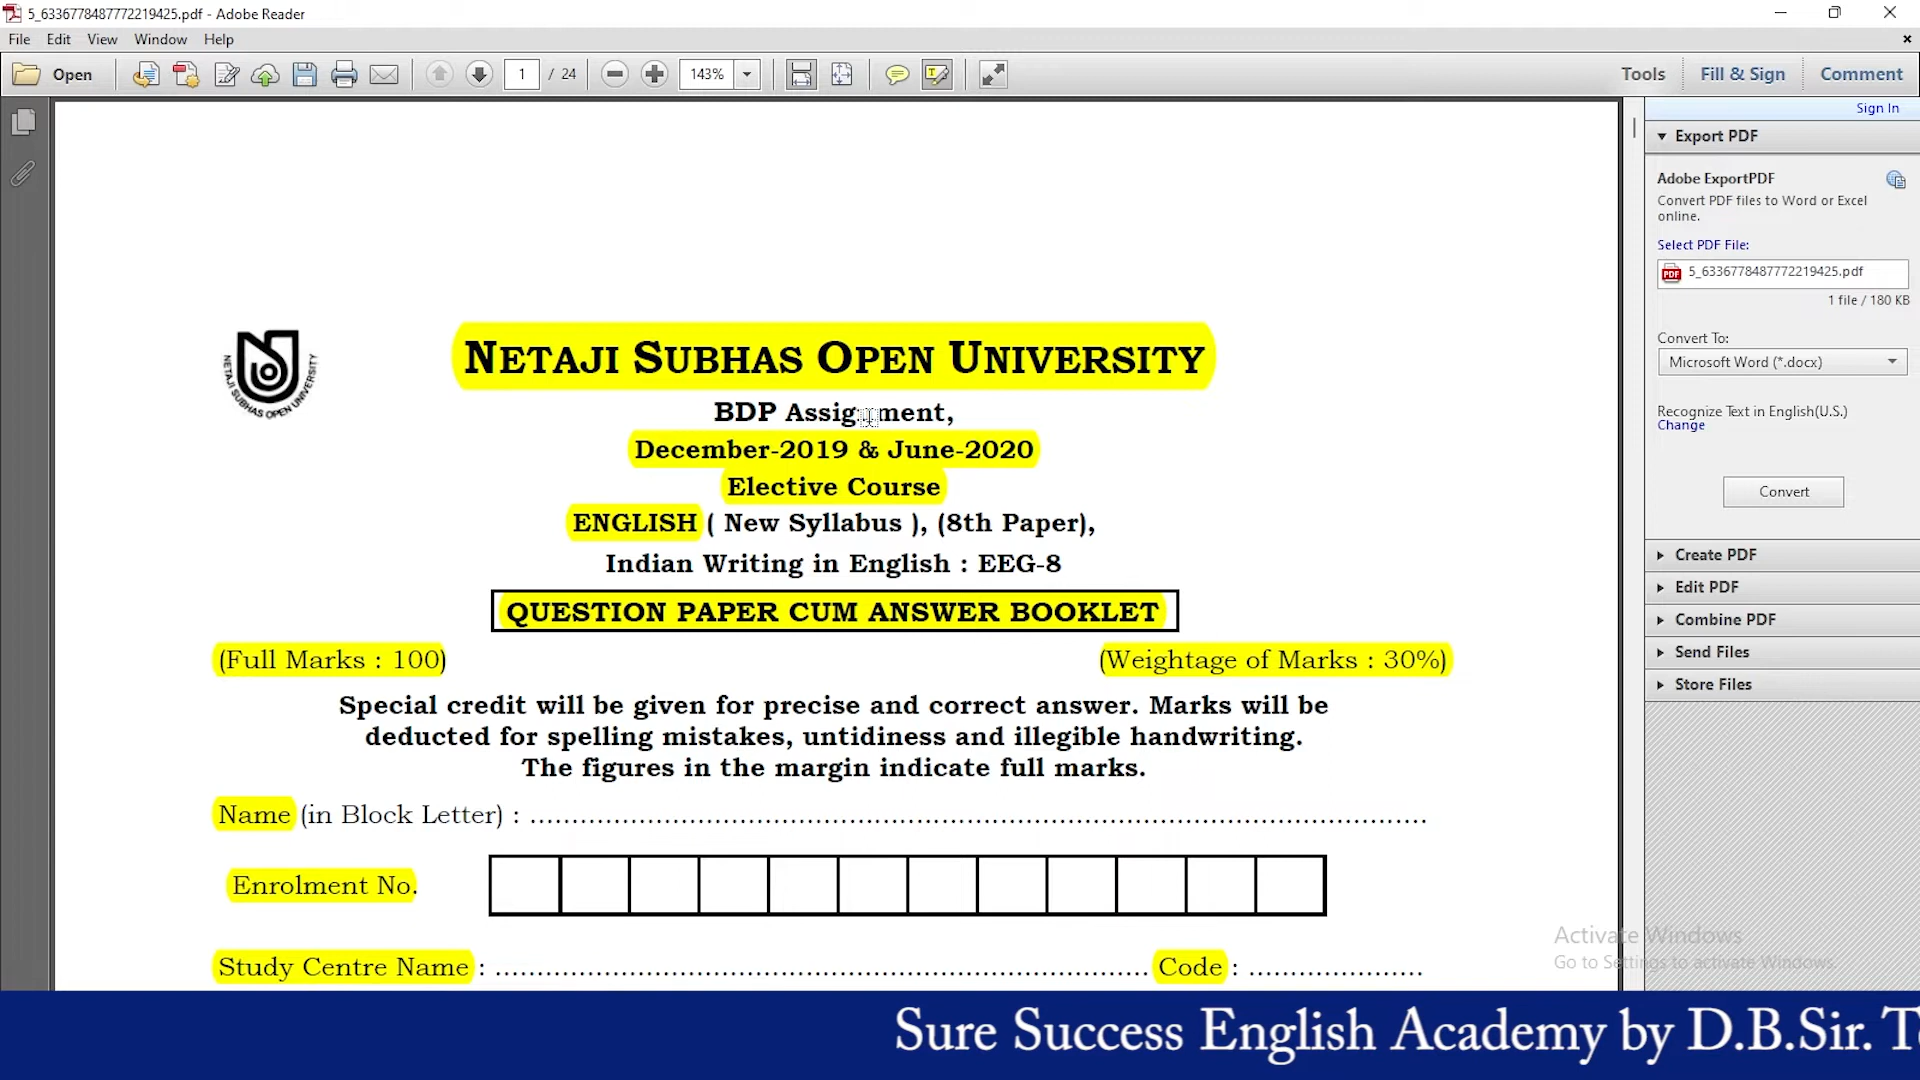 5_6336778487772219425.pdf - Adobe Reader
File Edit View Window Help
Open 1 / 24 143% Tools Fill & Sign Comment
Sign In
Export PDF
Adobe ExportPDF
Convert PDF files to Word or Excel
online.
Select PDF File:
5_6336778487772219425.pdf
1 file / 180 KB
Convert To:
Microsoft Word (*.docx)
Recognize Text in English(U.S.)
Change
Convert
Create PDF
Edit PDF
Combine PDF
Send Files
Store Files
NETAJI SUBHAS OPEN UNIVERSITY
NETAJI SUBHAS OPEN UNIVERSITY
BDP Assignment,
December-2019 & June-2020
Elective Course
ENGLISH ( New Syllabus ), (8th Paper),
Indian Writing in English : EEG-8
QUESTION PAPER CUM ANSWER BOOKLET
(Full Marks : 100) (Weightage of Marks : 30%)
Special credit will be given for precise and correct answer. Marks will be
deducted for spelling mistakes, untidiness and illegible handwriting.
The figures in the margin indicate full marks.
Name (in Block Letter) : ................................................................
Enrolment No.
Study Centre Name : ................................................ Code : .....................
Activate Windows
Go to Settings to activate Windows.
Sure Success English Academy by D.B.Sir. T